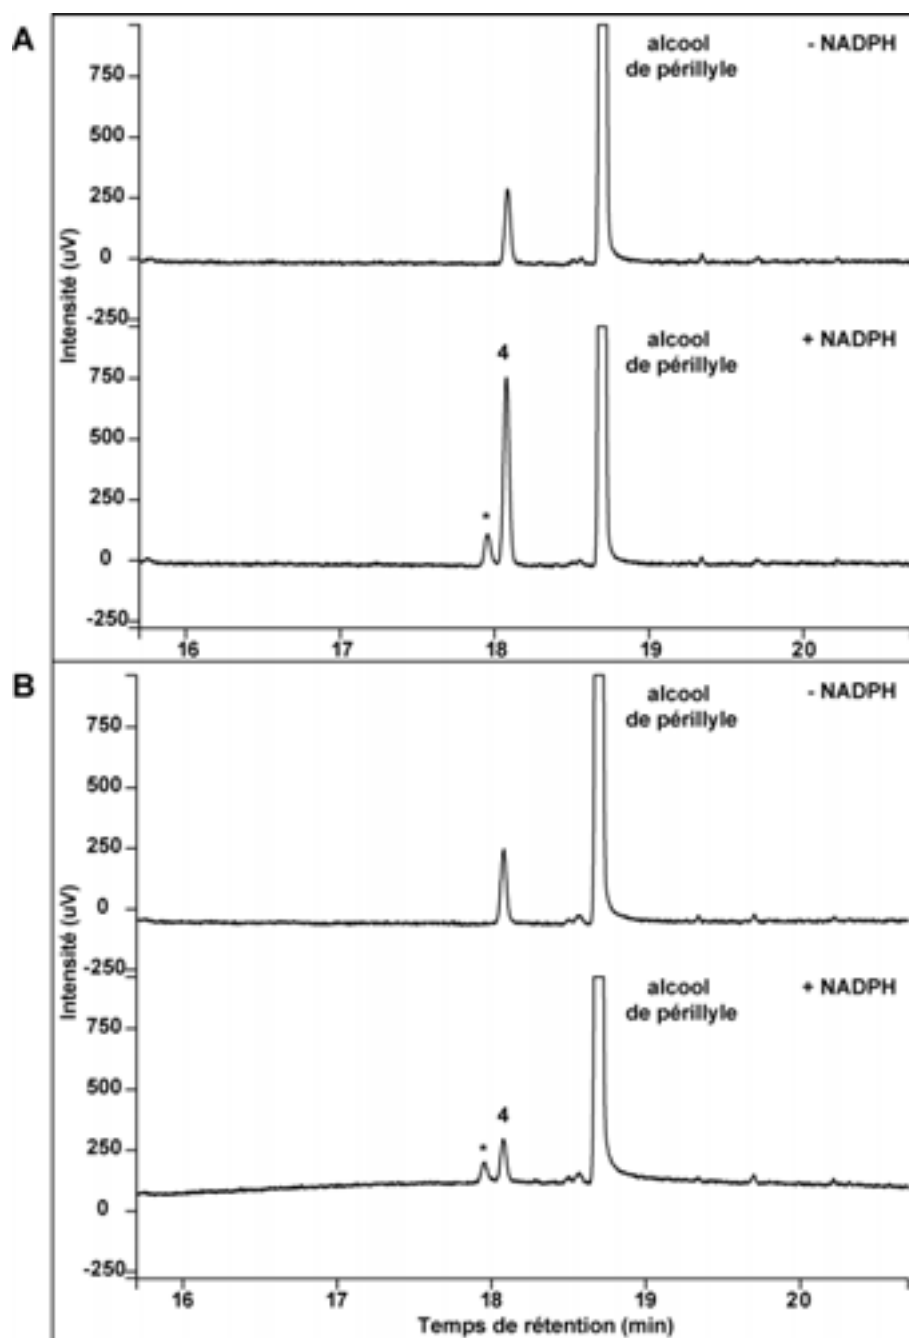 A
alcool
de périllyle
- NADPH
750
500
250
0
-250
Intensité (uV)
4
*
alcool
de périllyle
+ NADPH
750
500
250
0
-250
16
17
18
19
20
B
alcool
de périllyle
- NADPH
750
500
250
0
-250
Intensité (uV)
4
*
alcool
de périllyle
+ NADPH
750
500
250
0
-250
16
17
18
19
20
Temps de rétention (min)